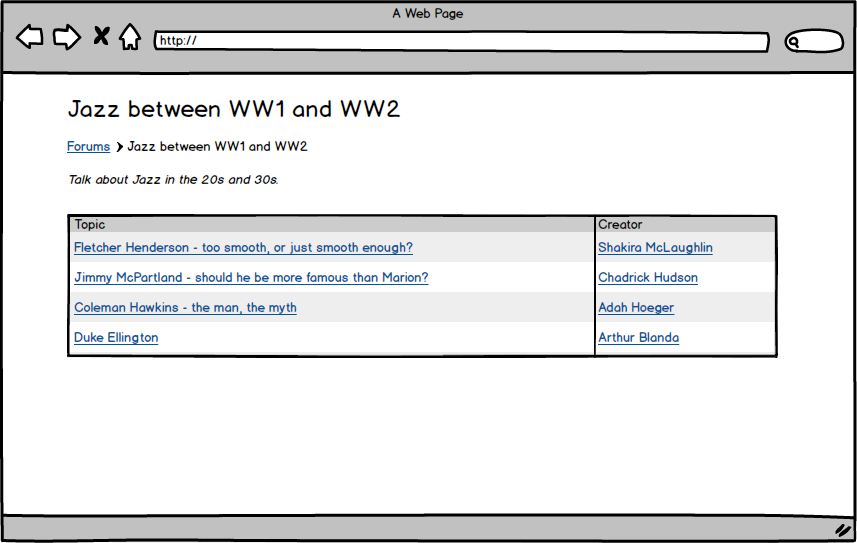 A Web Page
http://
Jazz between WW1 and WW2
Forums > Jazz between WW1 and WW2
Talk about Jazz in the 20s and 30s.
Topic Creator
Fletcher Henderson - too smooth, or just smooth enough? Shakira McLaughlin
Jimmy McPartland - should he be more famous than Marion? Chadrick Hudson
Coleman Hawkins - the man, the myth Adah Hoeger
Duke Ellington Arthur Blanda